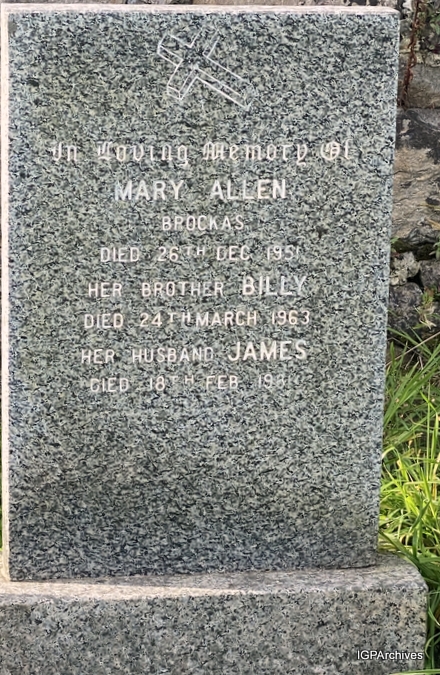 In Loving Memory Of
MARY ALLEN
BROCKAS
DIED 26TH DEC 1951
HER BROTHER BILLY
DIED 24TH MARCH 1963
HER HUSBAND JAMES
DIED 18TH FEB
IGPArchives